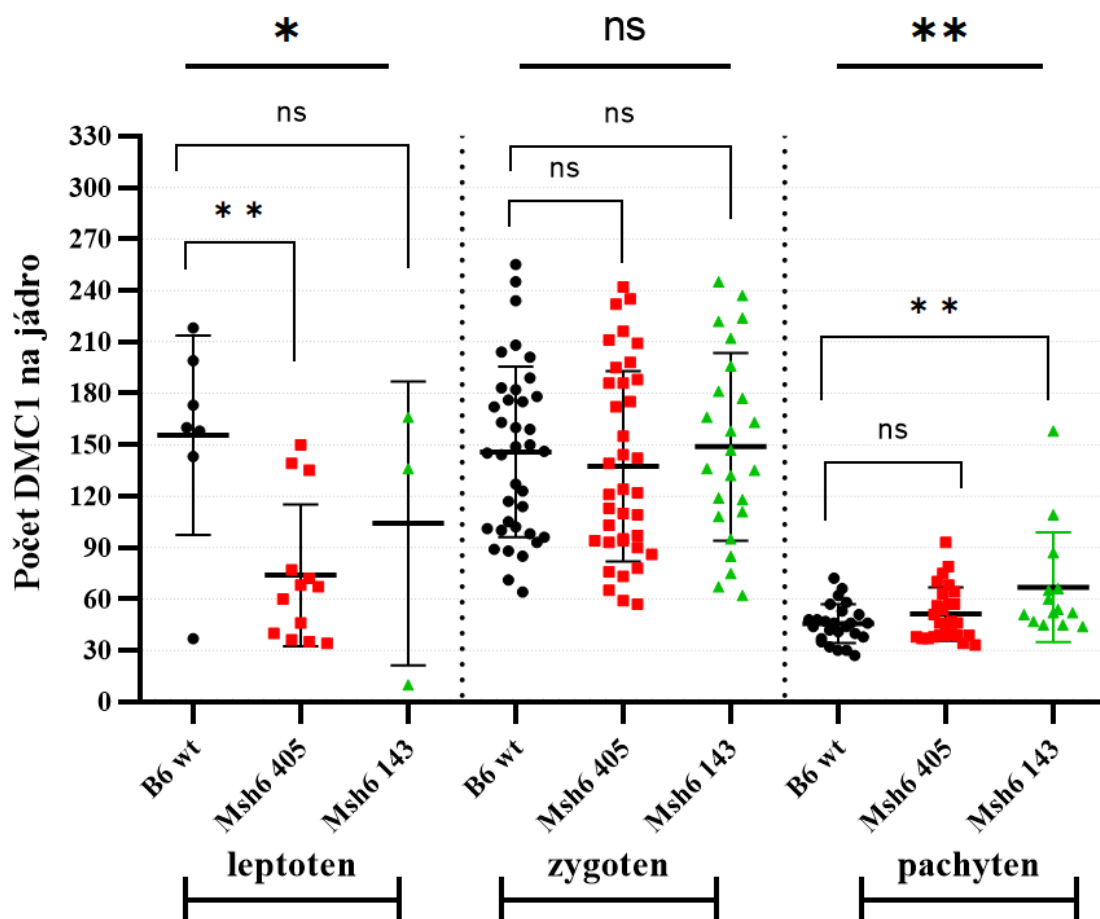 * ns **
ns ns
ns
* *
* *
ns
Počet DMC1 na jádro
330
300
270
240
210
180
150
120
90
60
30
0
B6 wt Msh6 405 Msh6 143 B6 wt Msh6 405 Msh6 143 B6 wt Msh6 405 Msh6 143
leptoten zygoten pachyten